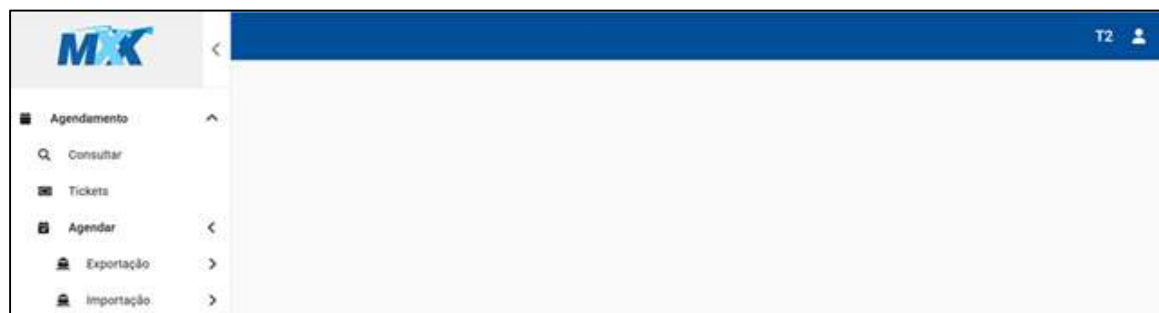 MXK
T2
Agendamento
Consultar
Tickets
Agendar
Exportação
Importação